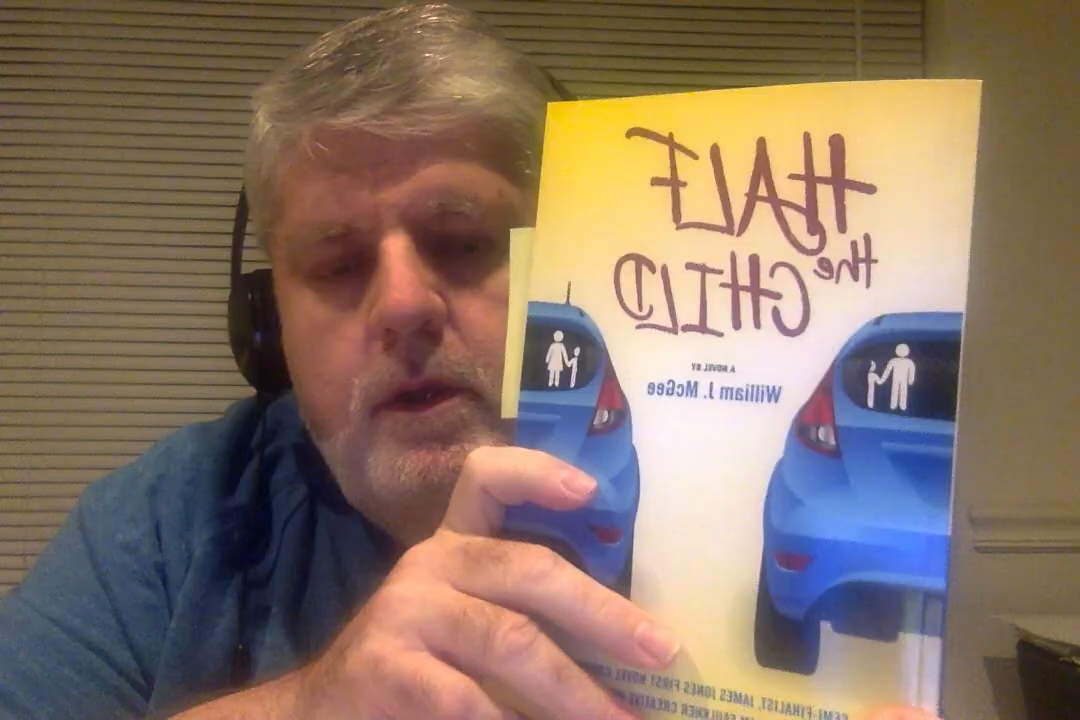 HALF
the
CHILD
A NOVEL BY
William J. McGee
SEMI-FINALIST, JAMES JONES FIRST NOVEL
FAULKNER CREATIVE